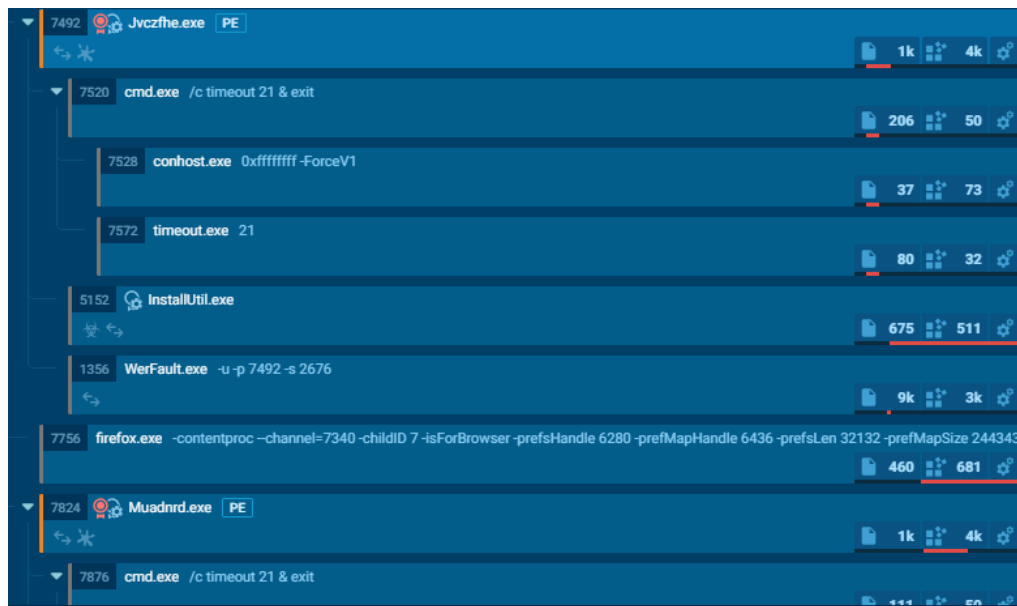 7492 Jvczfhe.exe PE
1k 4k
7520 cmd.exe /c timeout 21 & exit
206 50
7528 conhost.exe 0xffffffff -ForceV1
37 73
7572 timeout.exe 21
80 32
5152 InstallUtil.exe
675 511
1356 WerFault.exe -u -p 7492 -s 2676
9k 3k
7756 firefox.exe -contentproc --channel=7340 -childID 7 -isForBrowser -prefsHandle 6280 -prefMapHandle 6436 -prefsLen 32132 -prefMapSize 244343
460 681
7824 Muadnrd.exe PE
1k 4k
7876 cmd.exe /c timeout 21 & exit
111 50